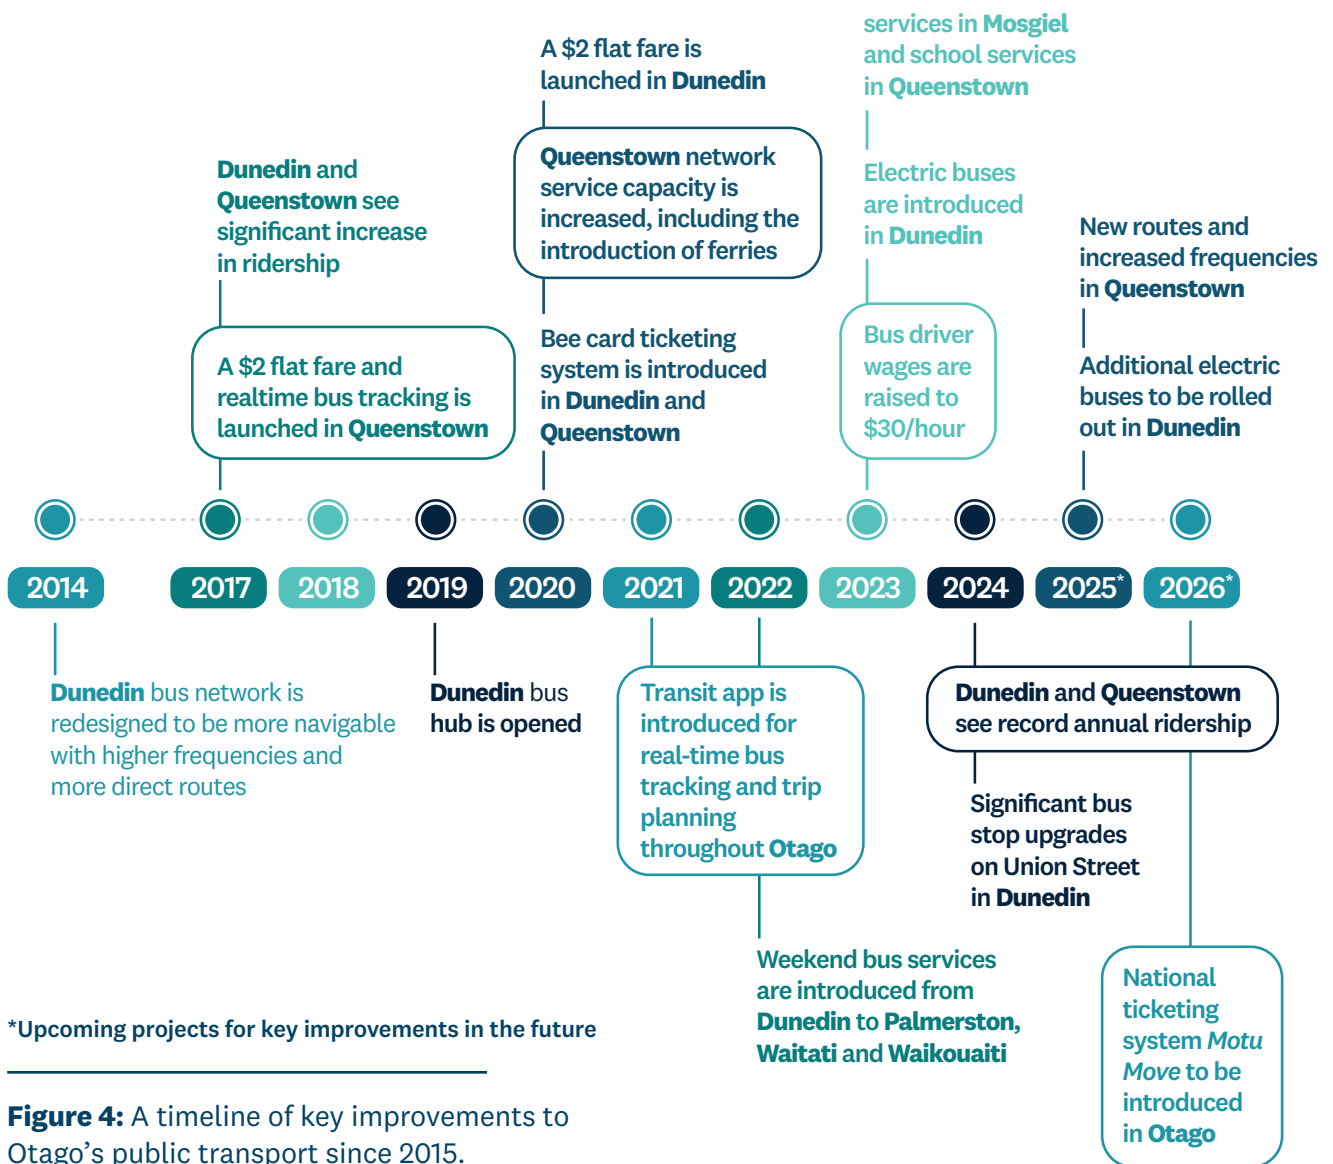 services in Mosgiel
and school services
in Queenstown
A $2 flat fare is
launched in Dunedin
Queenstown network
service capacity is
increased, including the
introduction of ferries
Dunedin and
Queenstown see
significant increase
in ridership
Electric buses
are introduced
in Dunedin
New routes and
increased frequencies
in Queenstown
A $2 flat fare and
realtime bus tracking is
launched in Queenstown
Bee card ticketing
system is introduced
in Dunedin and
Queenstown
Bus driver
wages are
raised to
$30/hour
Additional electric
buses to be rolled
out in Dunedin
2014 2017 2018 2019 2020 2021 2022 2023 2024 2025* 2026*
Dunedin bus network is
redesigned to be more navigable
with higher frequencies and
more direct routes
Dunedin bus
hub is opened
Transit app is
introduced for
real-time bus
tracking and trip
planning
throughout Otago
Dunedin and Queenstown
see record annual ridership
Significant bus
stop upgrades
on Union Street
in Dunedin
Weekend bus services
are introduced from
Dunedin to Palmerston,
Waitati and Waikouaiti
National
ticketing
system Motu
Move to be
introduced
in Otago
*Upcoming projects for key improvements in the future
Figure 4: A timeline of key improvements to
Otago's public transport since 2015.